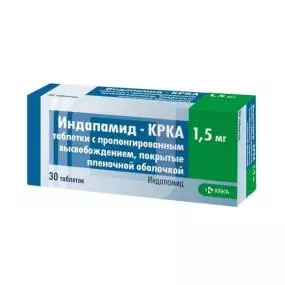 Индапамид - КРКА 1,5 мг
таблетки с пролонгированным
высвобождением, покрытые
пленочной оболочкой
30 таблеток
Индапамид
KRKA